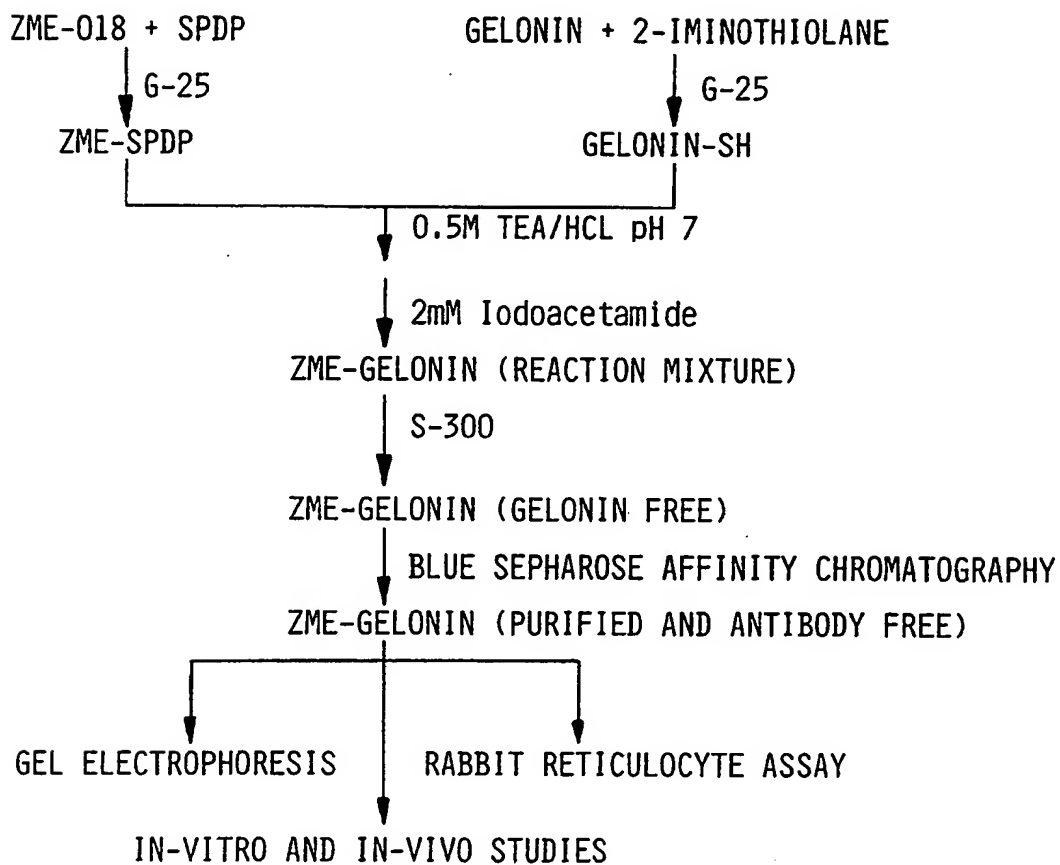 ZME-018 + SPDP
GELONIN + 2-IMINOTHIOLANE
G-25
G-25
ZME-SPDP
GELONIN-SH
0.5M TEA/HCL pH 7
2mM Iodoacetamide
ZME-GELONIN (REACTION MIXTURE)
S-300
ZME-GELONIN (GELONIN FREE)
BLUE SEPHAROSE AFFINITY CHROMATOGRAPHY
ZME-GELONIN (PURIFIED AND ANTIBODY FREE)
GEL ELECTROPHORESIS
RABBIT RETICULOCYTE ASSAY
IN-VITRO AND IN-VIVO STUDIES